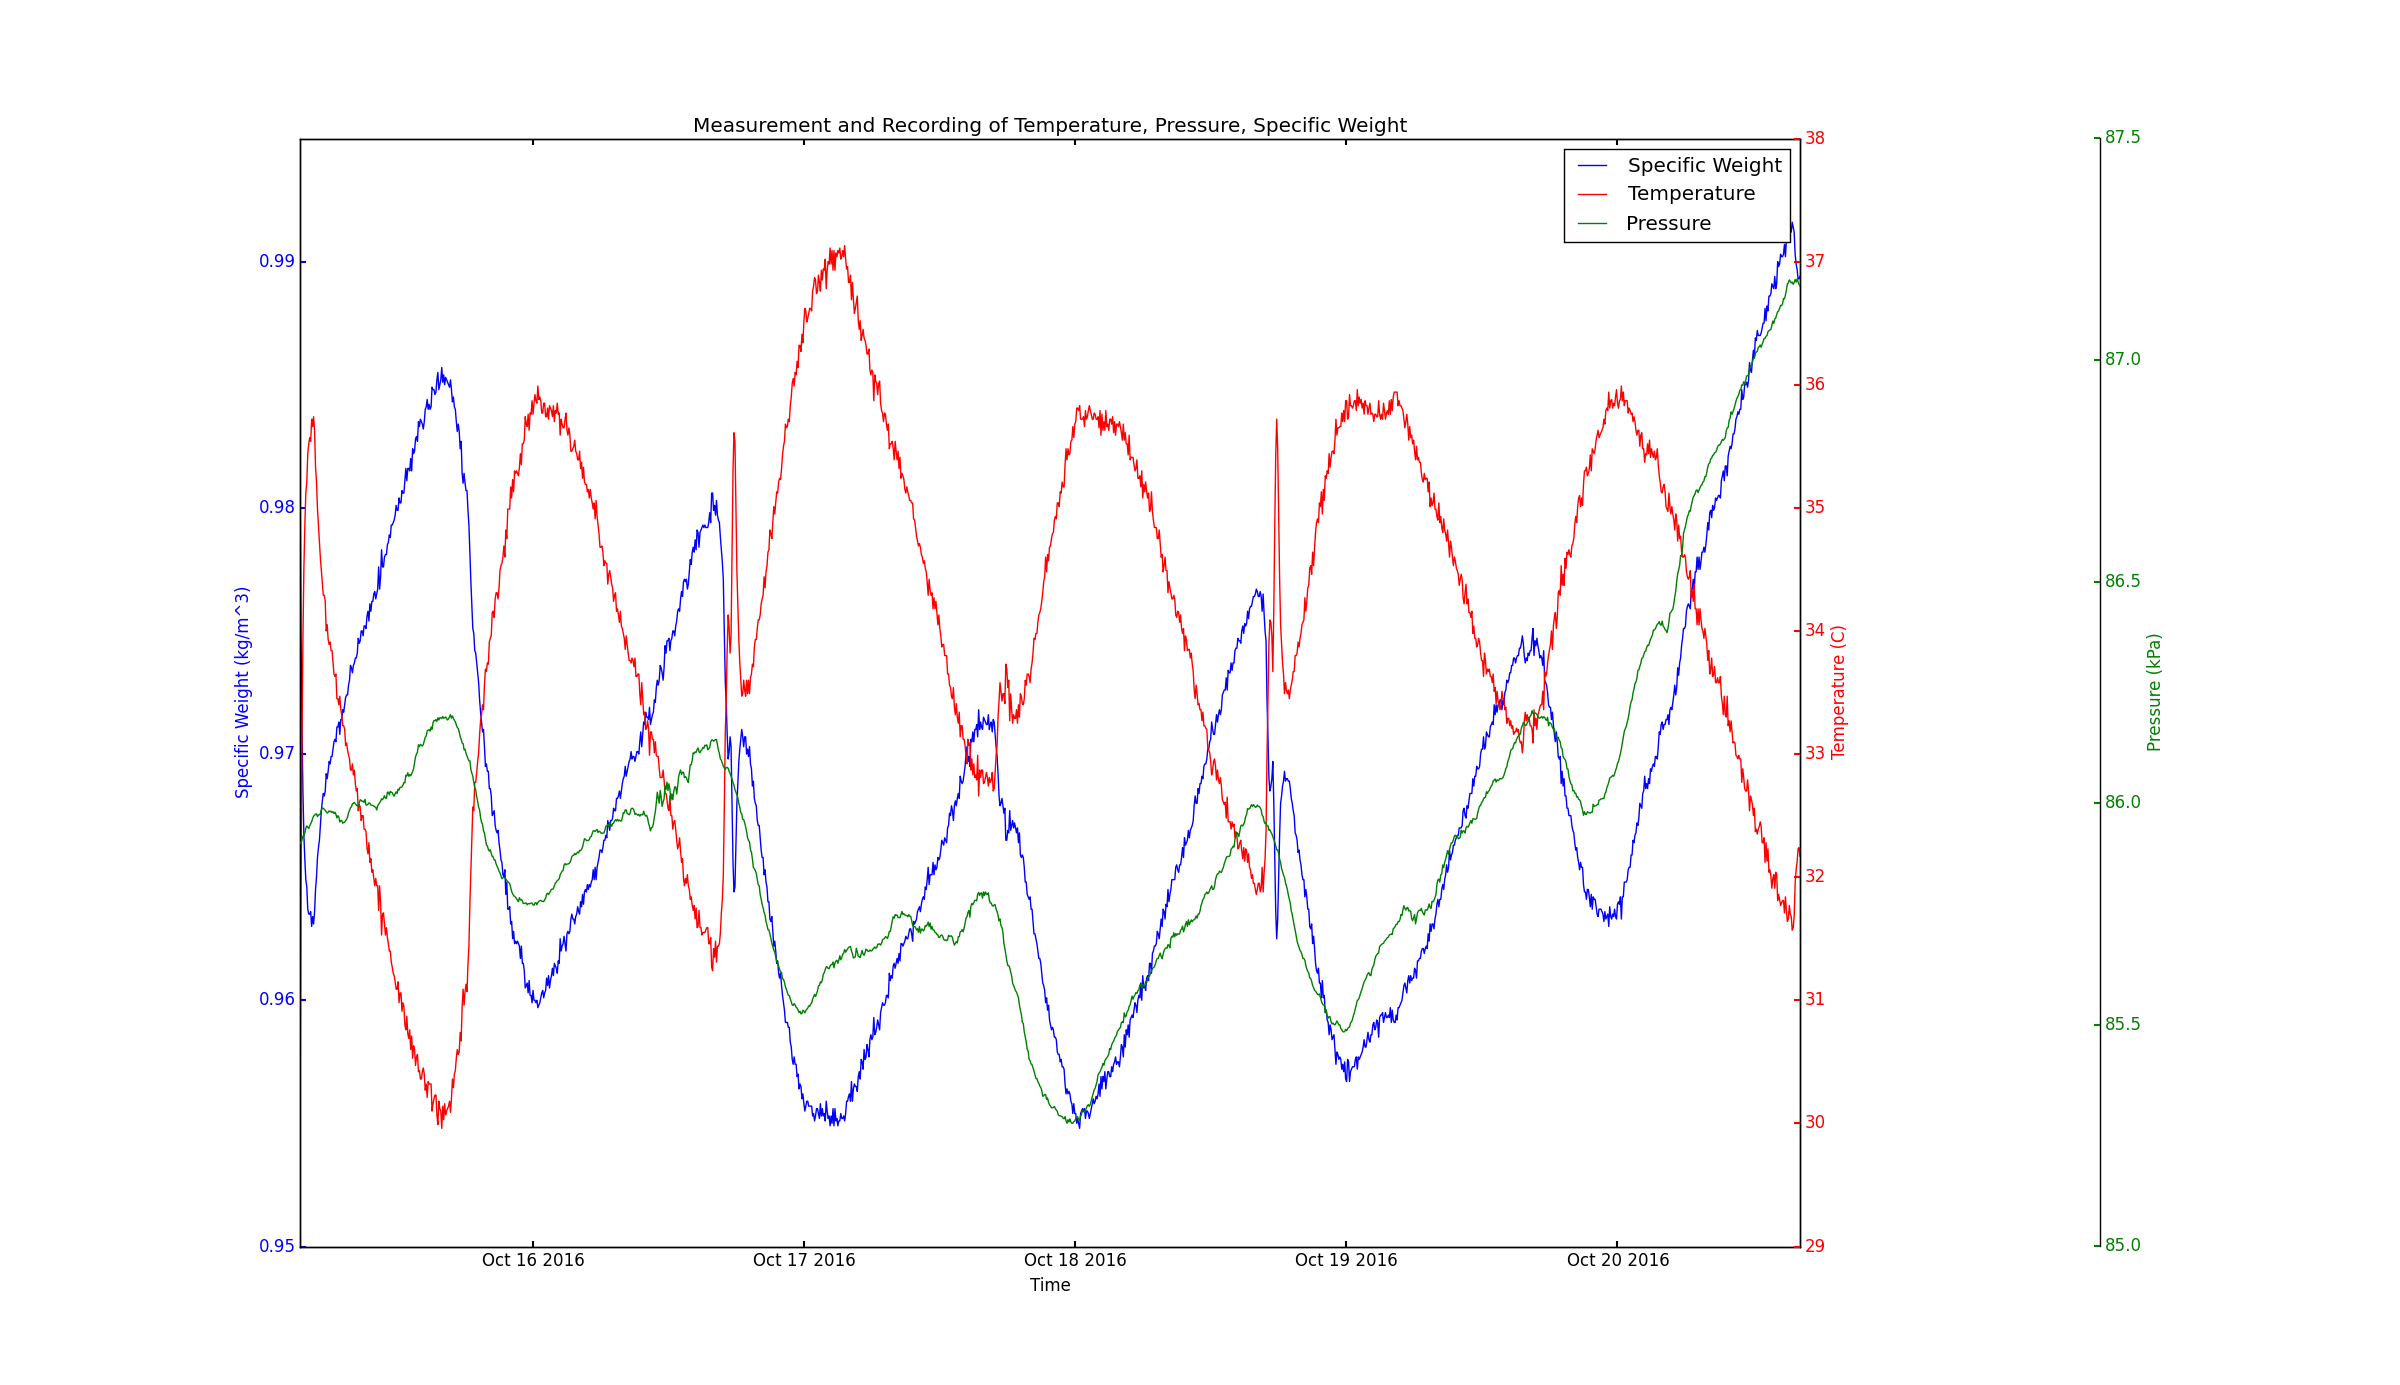 Measurement and Recording of Temperature, Pressure, Specific Weight
Specific Weight
Temperature
Pressure
Specific Weight (kg/m^3)
0.99
0.98
0.97
0.96
0.95
38
37
36
35
34
33
32
31
30
29
Temperature (C)
87.5
87.0
86.5
86.0
85.5
85.0
Pressure (kPa)
Oct 16 2016 Oct 17 2016 Oct 18 2016 Oct 19 2016 Oct 20 2016
Time